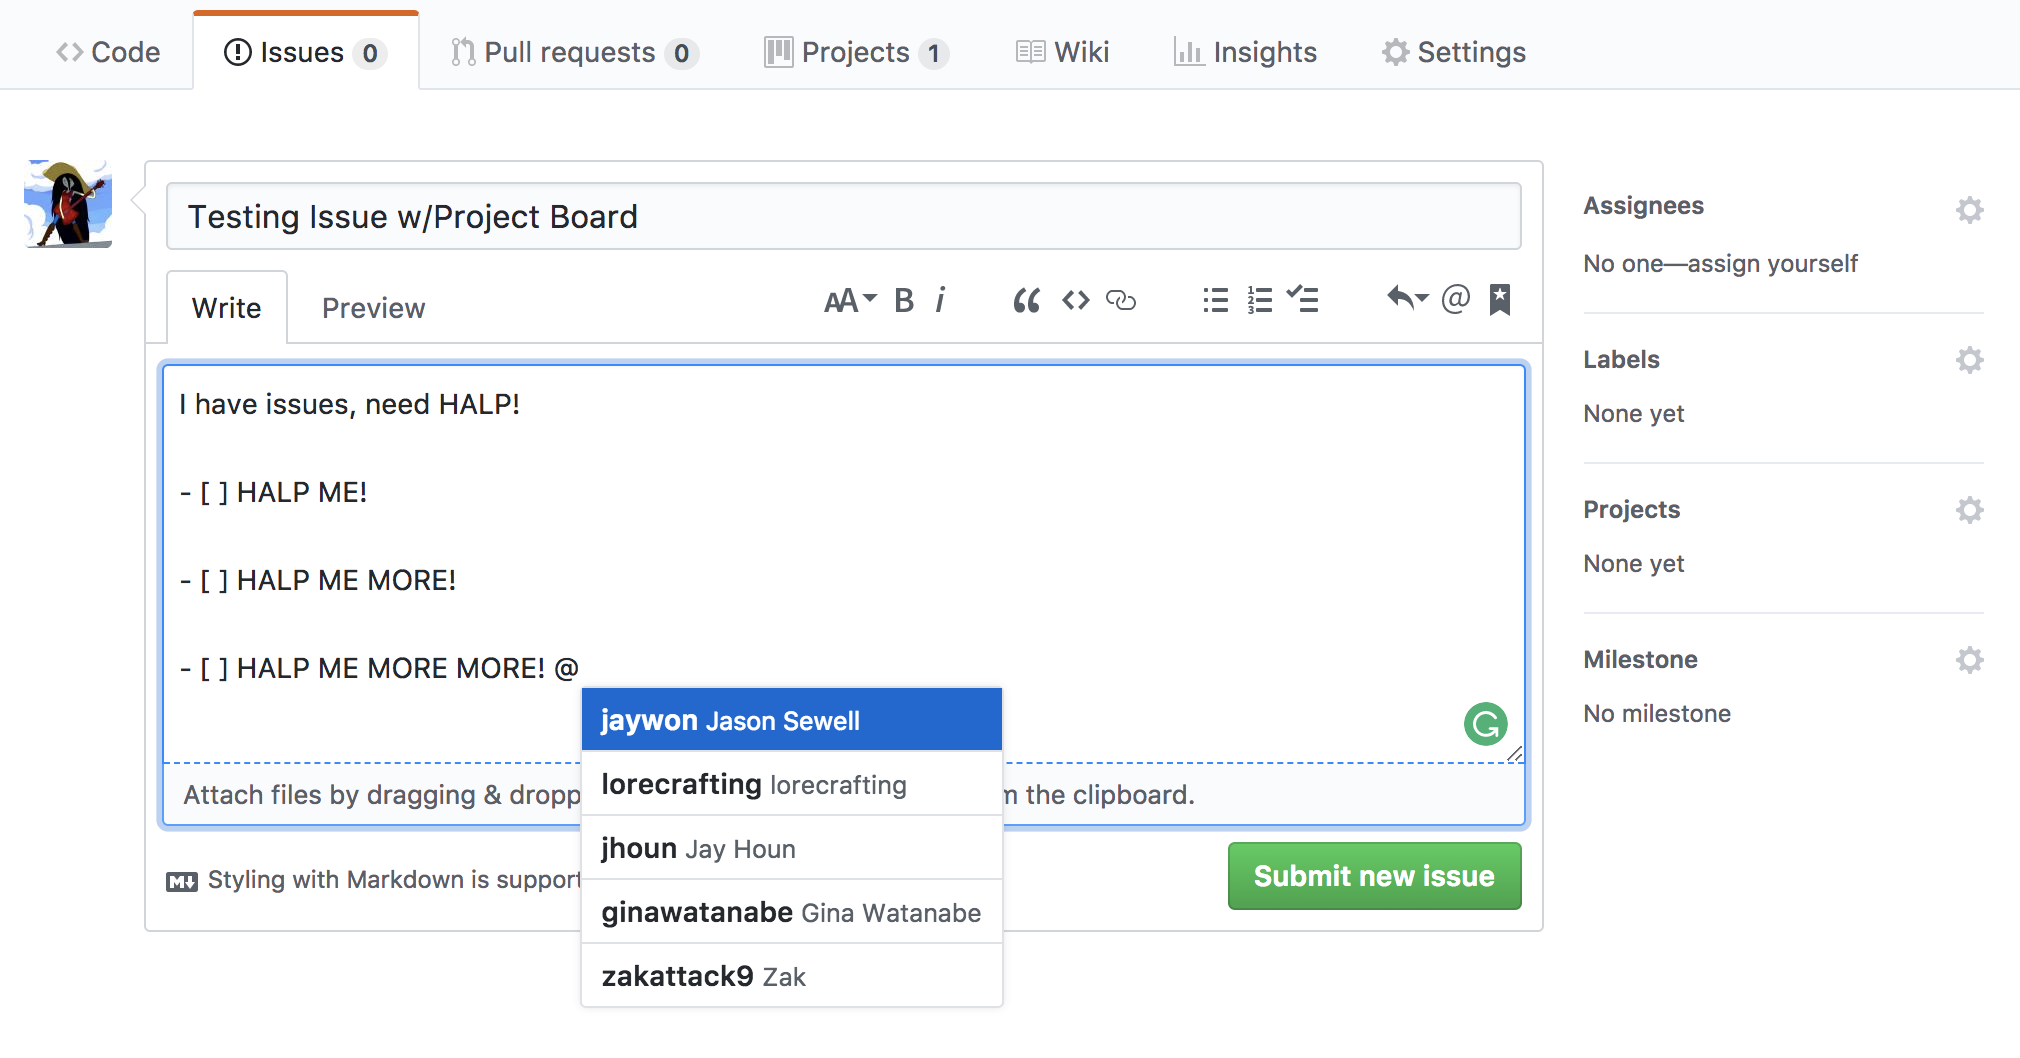 Code Issues 0 Pull requests 0 Projects 1 Wiki Insights Settings
Testing Issue w/Project Board
Write Preview AA B i
I have issues, need HALP!
- [ ] HALP ME!
- [ ] HALP ME MORE!
- [ ] HALP ME MORE MORE! @
jaywon Jason Sewell
lorecrafting lorecrafting
jhoun Jay Houn
ginawatanabe Gina Watanabe
zakattack9 Zak
Attach files by dragging & dropp
m the clipboard.
Styling with Markdown is support
Submit new issue
Assignees
No one—assign yourself
Labels
None yet
Projects
None yet
Milestone
No milestone